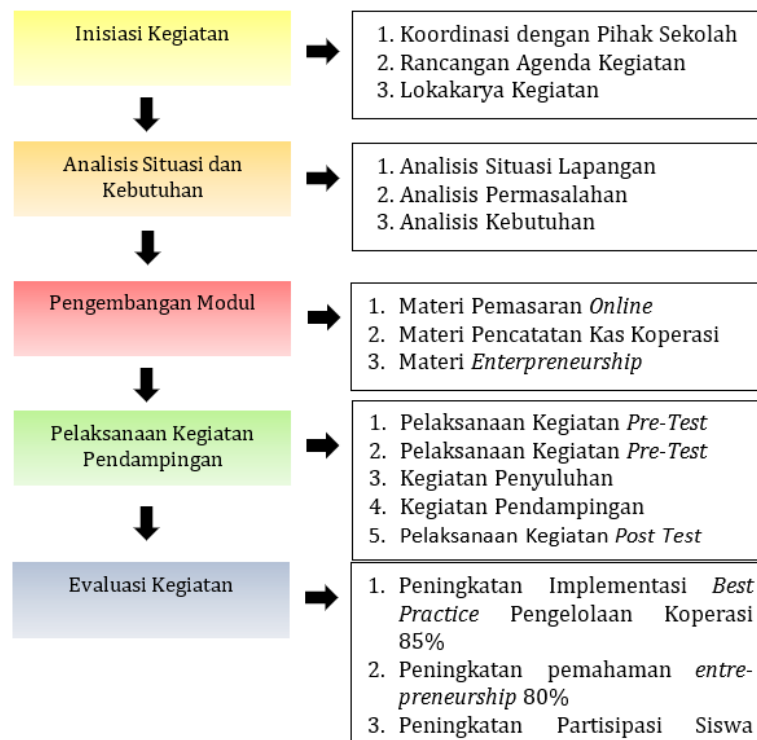 Inisiasi Kegiatan
1. Koordinasi dengan Pihak Sekolah
2. Rancangan Agenda Kegiatan
3. Lokakarya Kegiatan
Analisis Situasi dan
Kebutuhan
1. Analisis Situasi Lapangan
2. Analisis Permasalahan
3. Analisis Kebutuhan
Pengembangan Modul
1. Materi Pemasaran Online
2. Materi Pencatatan Kas Koperasi
3. Materi Enterpreneurship
Pelaksanaan Kegiatan
Pendampingan
1. Pelaksanaan Kegiatan Pre-Test
2. Pelaksanaan Kegiatan Pre-Test
3. Kegiatan Penyuluhan
4. Kegiatan Pendampingan
5. Pelaksanaan Kegiatan Post Test
Evaluasi Kegiatan
1. Peningkatan Implementasi Best
Practice Pengelolaan Koperasi
85%
2. Peningkatan pemahaman entre-
preneurship 80%
3. Peningkatan Partisipasi Siswa